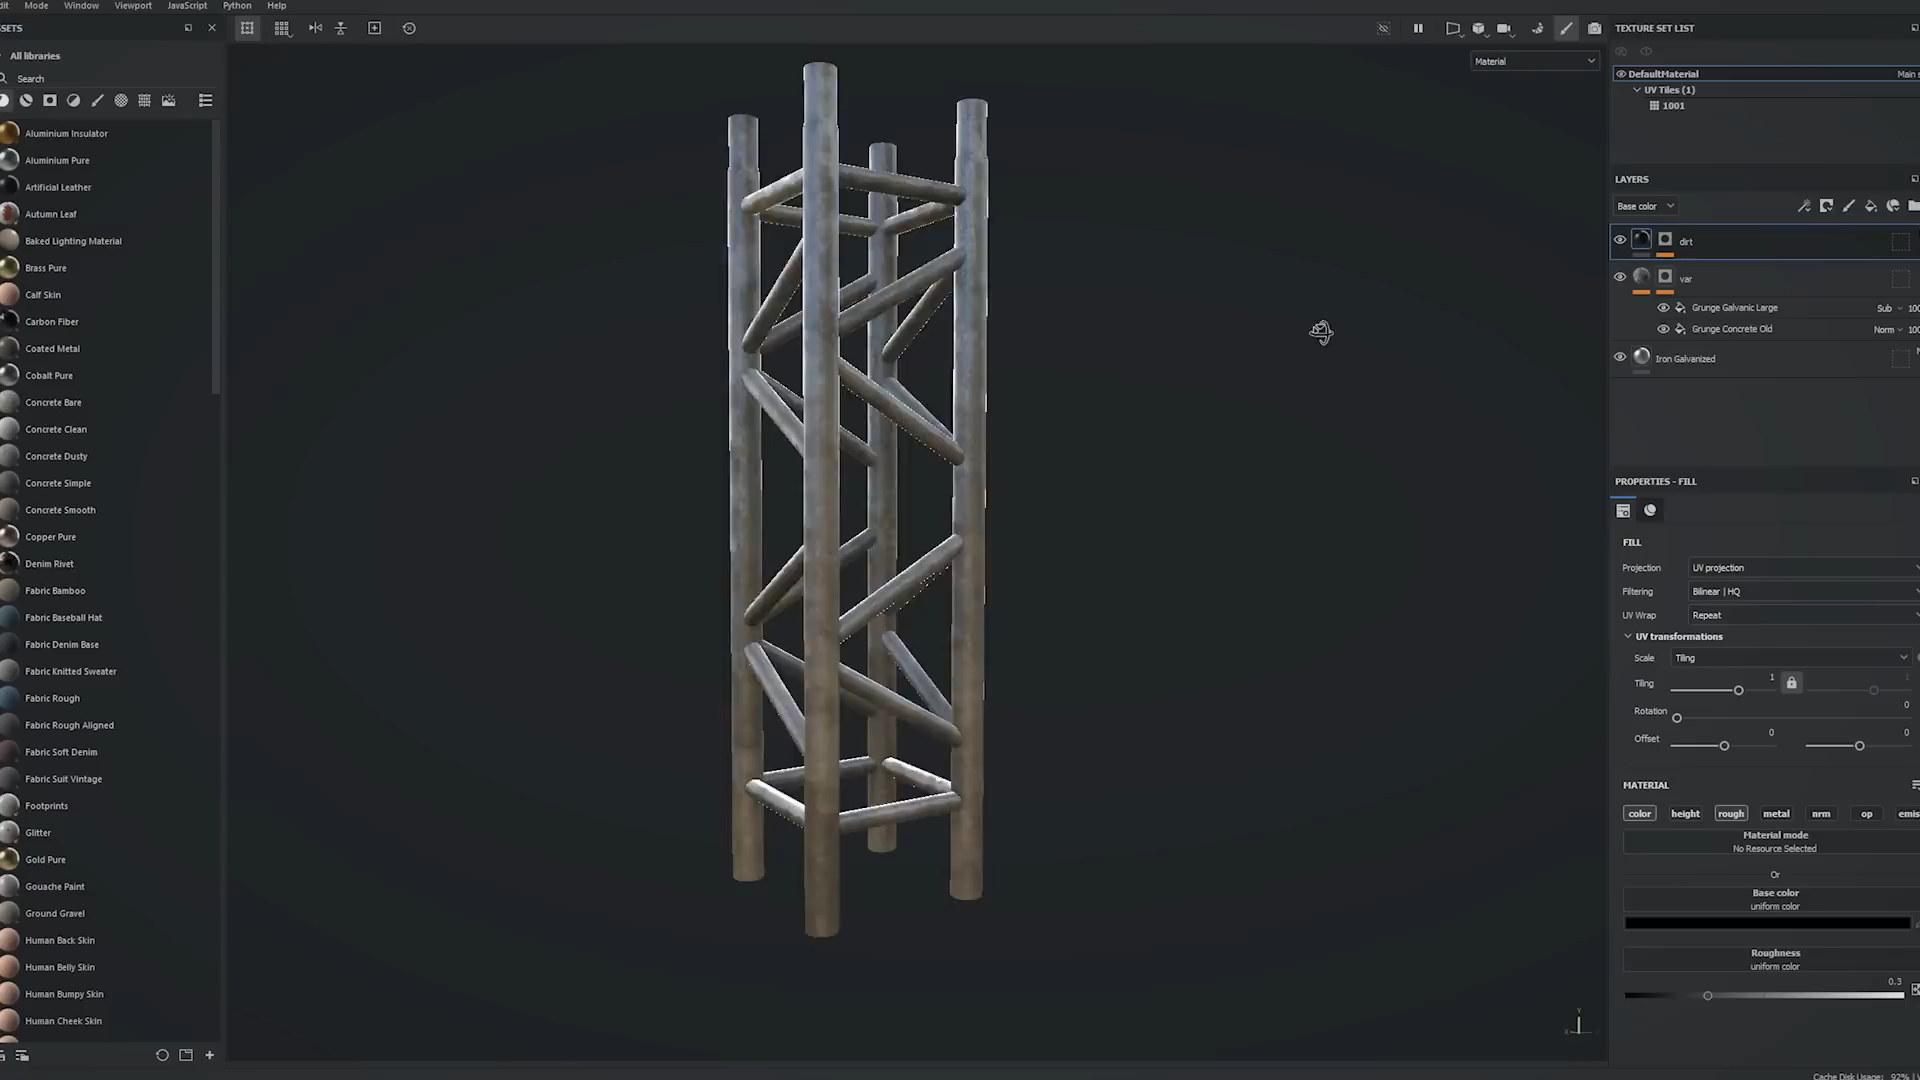 Mode
Window
Viewport
JavaScript
Python
Help
All libraries
Search
Aluminium Insulator
Aluminium Pure
Artificial Leather
Autumn Leaf
Baked Lighting Material
Brass Pure
Calf Skin
Carbon Fiber
Coated Metal
Cobalt Pure
Concrete Bare
Concrete Clean
Concrete Dusty
Concrete Simple
Concrete Smooth
Copper Pure
Denim Rivet
Fabric Bamboo
Fabric Baseball Hat
Fabric Denim Base
Fabric Knitted Sweater
Fabric Rough
Fabric Rough Aligned
Fabric Soft Denim
Fabric Suit Vintage
Footprints
Glitter
Gold Pure
Gouache Paint
Ground Gravel
Human Back Skin
Human Belly Skin
Human Bumpy Skin
Human Cheek Skin
Material
TEXTURE SET LIST
DefaultMaterial Main s
UV Tiles (1)
1001
LAYERS
Base color
dirt
var
Grunge Galvanic Large Sub 100
Grunge Concrete Old Norm 100
Iron Galvanized
PROPERTIES - FILL
FILL
Projection UV projection
Filtering Bilinear | HQ
UV Wrap Repeat
UV transformations
Scale Tiling
Tiling 1 1
Rotation 0
Offset 0 0
MATERIAL
color height rough metal nrm op emis
Material mode
No Resource Selected
Or
Base color
uniform color
Roughness
uniform color
0.3
Cache Disk Usage: 92% |